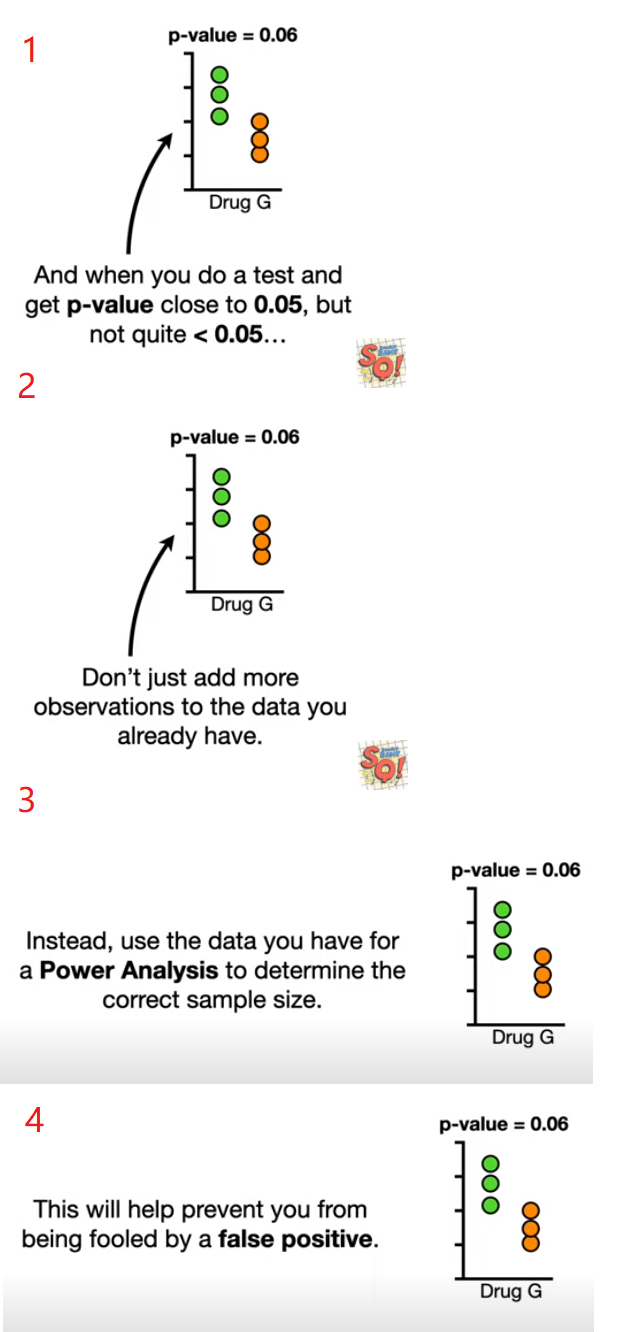 1
p-value = 0.06
Drug G
And when you do a test and
get p-value close to 0.05, but
not quite < 0.05...
SQ!
2
p-value = 0.06
Drug G
Don't just add more
observations to the data you
already have.
SQ!
3
p-value = 0.06
Instead, use the data you have for
a Power Analysis to determine the
correct sample size.
Drug G
4
p-value = 0.06
This will help prevent you from
being fooled by a false positive.
Drug G